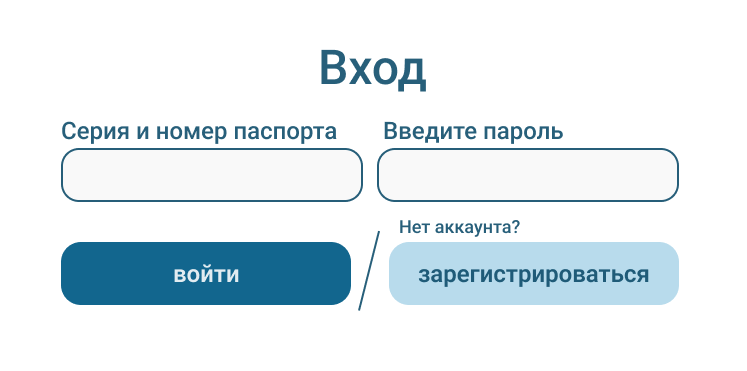 Вход
Серия и номер паспорта
Введите пароль
Нет аккаунта?
войти
зарегистрироваться